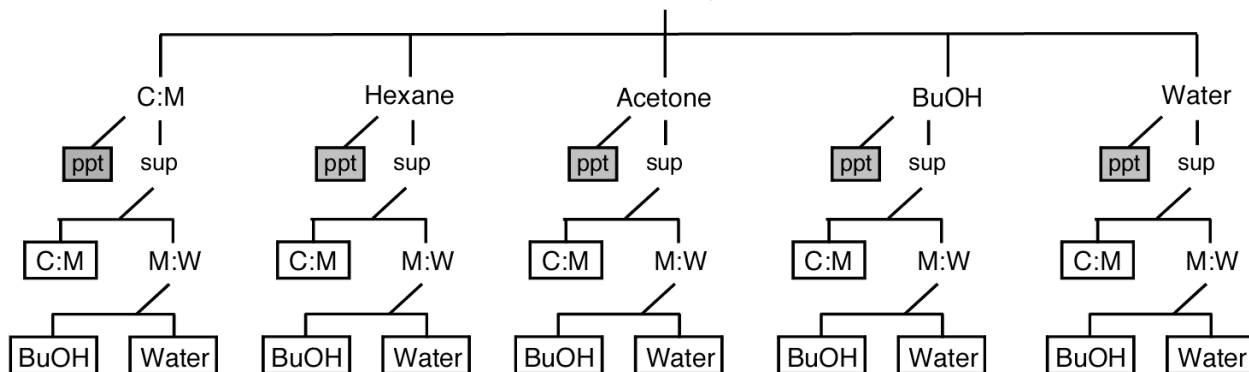 C:M Hexane Acetone BuOH Water
ppt sup ppt sup ppt sup ppt sup ppt sup
C:M M:W C:M M:W C:M M:W C:M M:W C:M M:W
BuOH Water BuOH Water BuOH Water BuOH Water BuOH Water